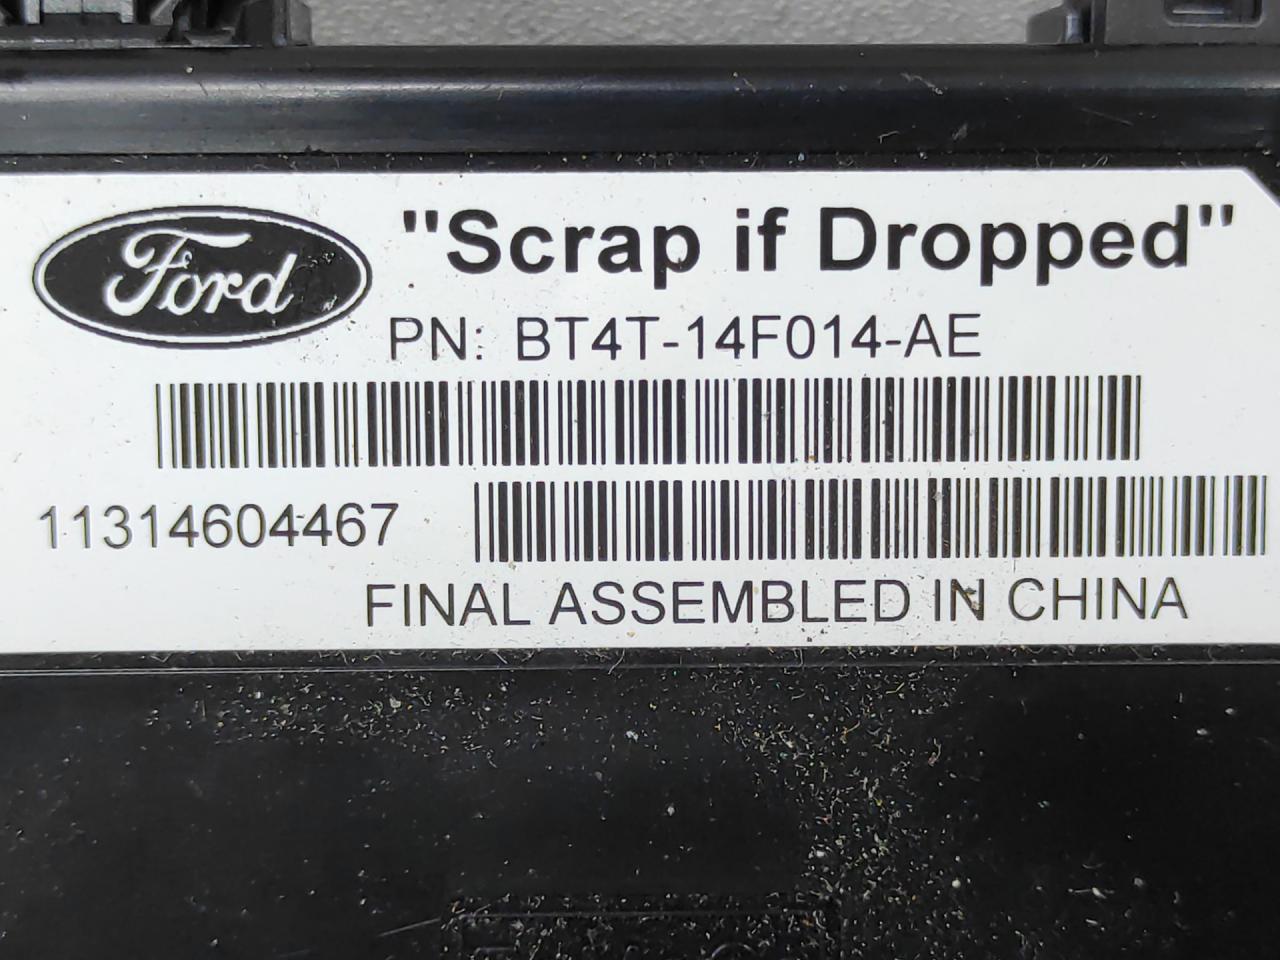 Ford
"Scrap if Dropped"
PN: BT4T-14F014-AE
11314604467
FINAL ASSEMBLED IN CHINA